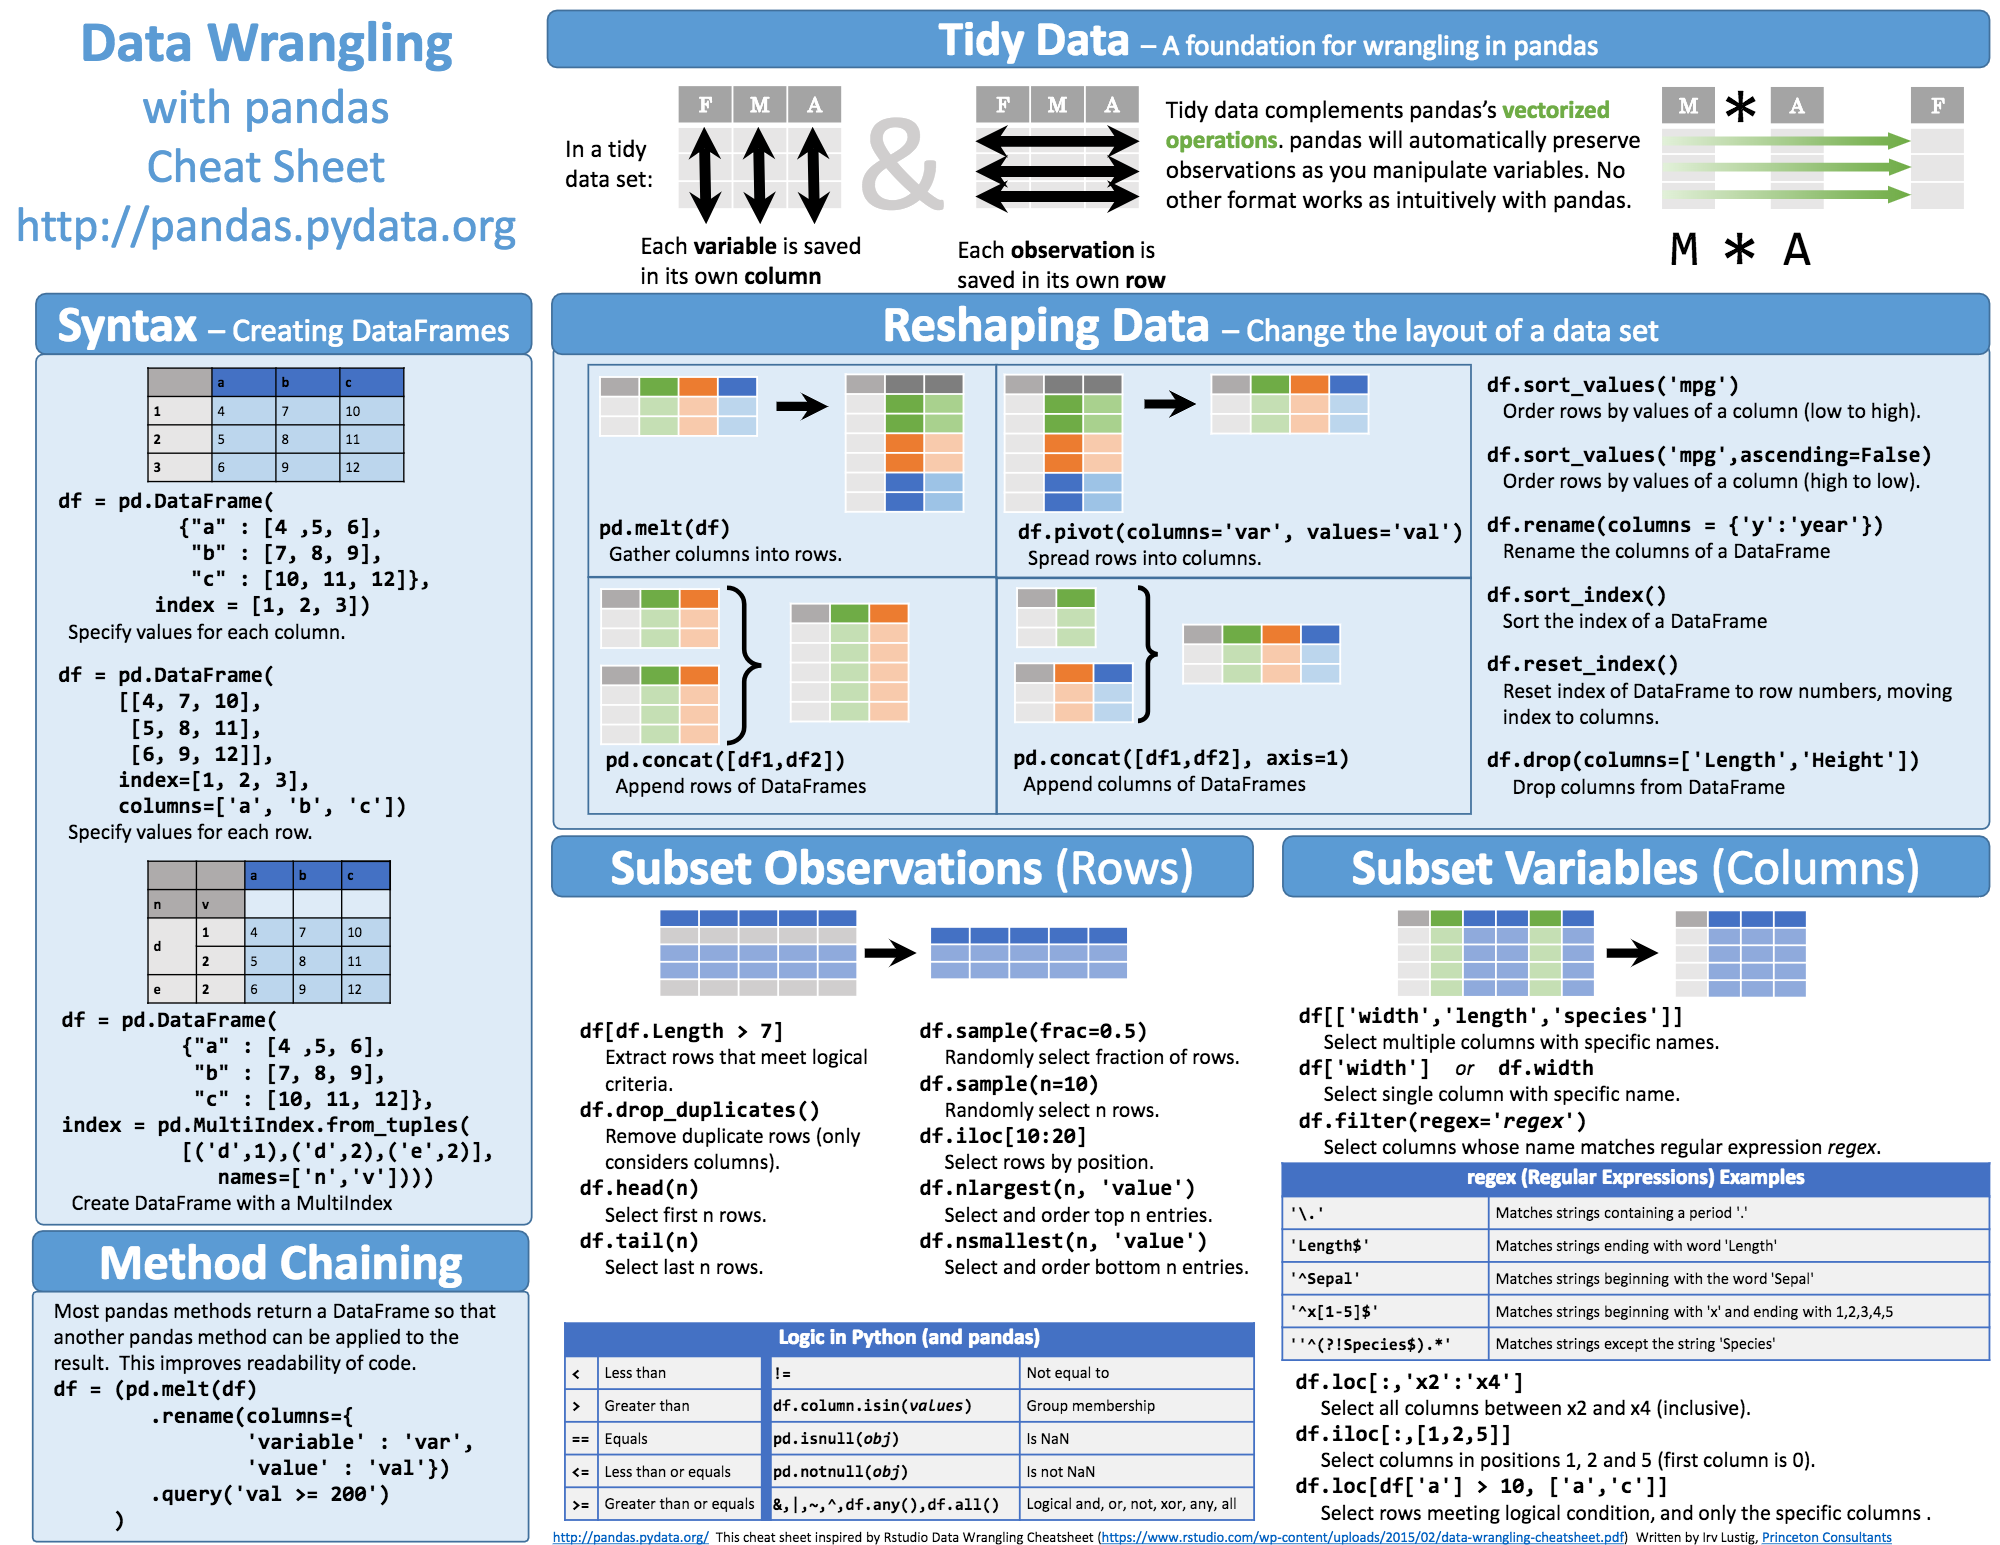 Data Wrangling
with pandas
Cheat Sheet
http://pandas.pydata.org
Tidy Data – A foundation for wrangling in pandas
In a tidy
data set:
F M A
Each variable is saved
in its own column
&
F M A
Each observation is
saved in its own row
Tidy data complements pandas's vectorized
operations. pandas will automatically preserve
observations as you manipulate variables. No
other format works as intuitively with pandas.
M * A F
M * A
Syntax – Creating DataFrames
a b c
1 4 7 10
2 5 8 11
3 6 9 12
df = pd.DataFrame(
{"a" : [4 ,5, 6],
"b" : [7, 8, 9],
"c" : [10, 11, 12]},
index = [1, 2, 3])
Specify values for each column.
df = pd.DataFrame(
[[4, 7, 10],
[5, 8, 11],
[6, 9, 12]],
index=[1, 2, 3],
columns=['a', 'b', 'c'])
Specify values for each row.
a b c
n v
d 1 4 7 10
2 5 8 11
e 2 6 9 12
df = pd.DataFrame(
{"a" : [4 ,5, 6],
"b" : [7, 8, 9],
"c" : [10, 11, 12]},
index = pd.MultiIndex.from_tuples(
[('d',1),('d',2),('e',2)],
names=['n','v'])))
Create DataFrame with a MultiIndex
Method Chaining
Most pandas methods return a DataFrame so that
another pandas method can be applied to the
result.  This improves readability of code.
df = (pd.melt(df)
.rename(columns={
'variable' : 'var',
'value' : 'val'})
.query('val >= 200')
)
Reshaping Data – Change the layout of a data set
pd.melt(df)
Gather columns into rows.
df.pivot(columns='var', values='val')
Spread rows into columns.
pd.concat([df1,df2])
Append rows of DataFrames
pd.concat([df1,df2], axis=1)
Append columns of DataFrames
df.sort_values('mpg')
Order rows by values of a column (low to high).
df.sort_values('mpg',ascending=False)
Order rows by values of a column (high to low).
df.rename(columns = {'y':'year'})
Rename the columns of a DataFrame
df.sort_index()
Sort the index of a DataFrame
df.reset_index()
Reset index of DataFrame to row numbers, moving
index to columns.
df.drop(columns=['Length','Height'])
Drop columns from DataFrame
Subset Observations (Rows)
df[df.Length > 7]
Extract rows that meet logical
criteria.
df.drop_duplicates()
Remove duplicate rows (only
considers columns).
df.head(n)
Select first n rows.
df.tail(n)
Select last n rows.
df.sample(frac=0.5)
Randomly select fraction of rows.
df.sample(n=10)
Randomly select n rows.
df.iloc[10:20]
Select rows by position.
df.nlargest(n, 'value')
Select and order top n entries.
df.nsmallest(n, 'value')
Select and order bottom n entries.
Logic in Python (and pandas)
< Less than != Not equal to
> Greater than df.column.isin(values) Group membership
== Equals pd.isnull(obj) Is NaN
<= Less than or equals pd.notnull(obj) Is not NaN
>= Greater than or equals &,|,~,^,df.any(),df.all() Logical and, or, not, xor, any, all
Subset Variables (Columns)
df[['width','length','species']]
Select multiple columns with specific names.
df['width'] or df.width
Select single column with specific name.
df.filter(regex='regex')
Select columns whose name matches regular expression regex.
regex (Regular Expressions) Examples
'\.' Matches strings containing a period '.'
'Length$' Matches strings ending with word 'Length'
'^Sepal' Matches strings beginning with the word 'Sepal'
'^x[1-5]$' Matches strings beginning with 'x' and ending with 1,2,3,4,5
''^(?!Species$).*' Matches strings except the string 'Species'
df.loc[:,'x2':'x4']
Select all columns between x2 and x4 (inclusive).
df.iloc[:,[1,2,5]]
Select columns in positions 1, 2 and 5 (first column is 0).
df.loc[df['a'] > 10, ['a','c']]
Select rows meeting logical condition, and only the specific columns .
http://pandas.pydata.org/  This cheat sheet inspired by Rstudio Data Wrangling Cheatsheet (https://www.rstudio.com/wp-content/uploads/2015/02/data-wrangling-cheatsheet.pdf)  Written by Irv Lustig, Princeton Consultants